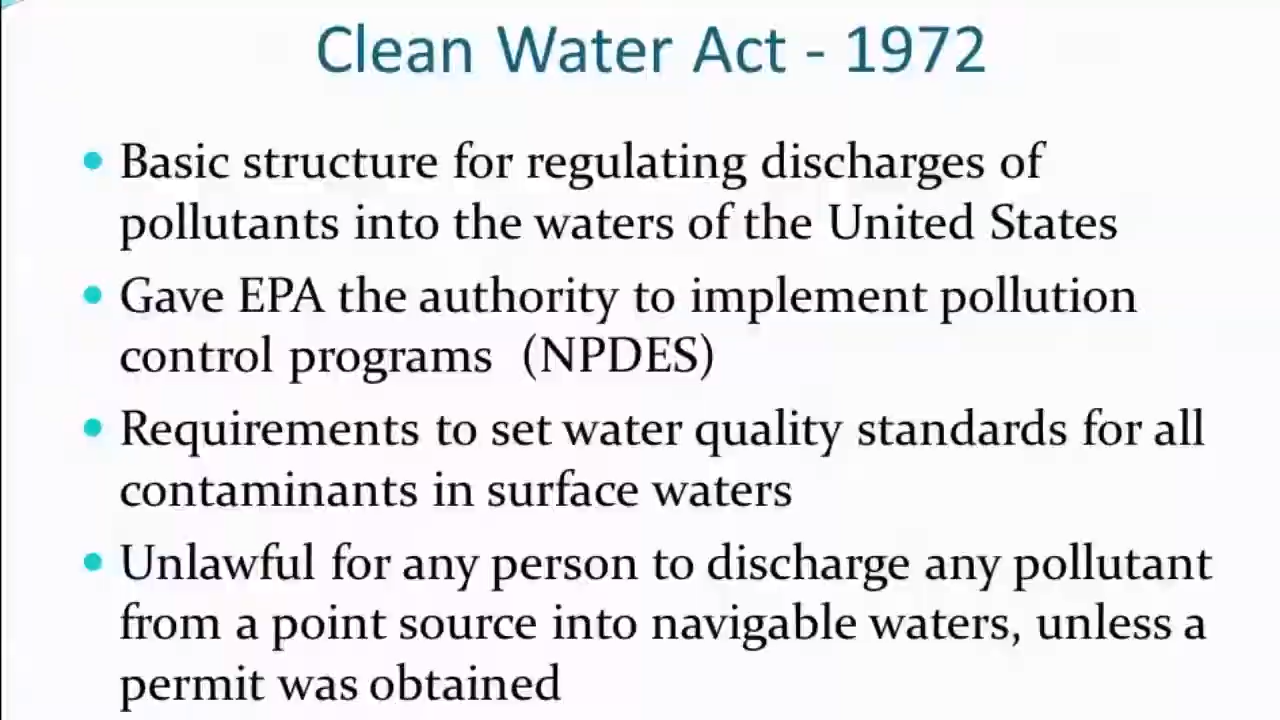 Clean Water Act - 1972
• Basic structure for regulating discharges of
pollutants into the waters of the United States
• Gave EPA the authority to implement pollution
control programs (NPDES)
• Requirements to set water quality standards for all
contaminants in surface waters
• Unlawful for any person to discharge any pollutant
from a point source into navigable waters, unless a
permit was obtained